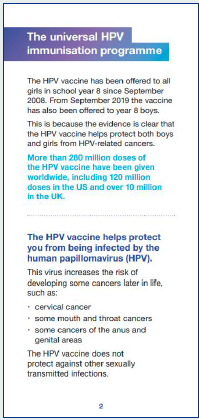 The universal HPV
immunisation programme
The HPV vaccine has been offered to all
girls in school year 8 since September
2008. From September 2019 the vaccine
has also been offered to year 8 boys.
This is because the evidence is clear that
the HPV vaccine helps protect both boys
and girls from HPV-related cancers.
More than 280 million doses of
the HPV vaccine have been given
worldwide, including 120 million
doses in the US and over 10 million
in the UK.
The HPV vaccine helps protect
you from being infected by the
human papillomavirus (HPV).
This virus increases the risk of
developing some cancers later in life,
such as:
• cervical cancer
• some mouth and throat cancers
• some cancers of the anus and
genital areas
The HPV vaccine does not
protect against other sexually
transmitted infections.
2